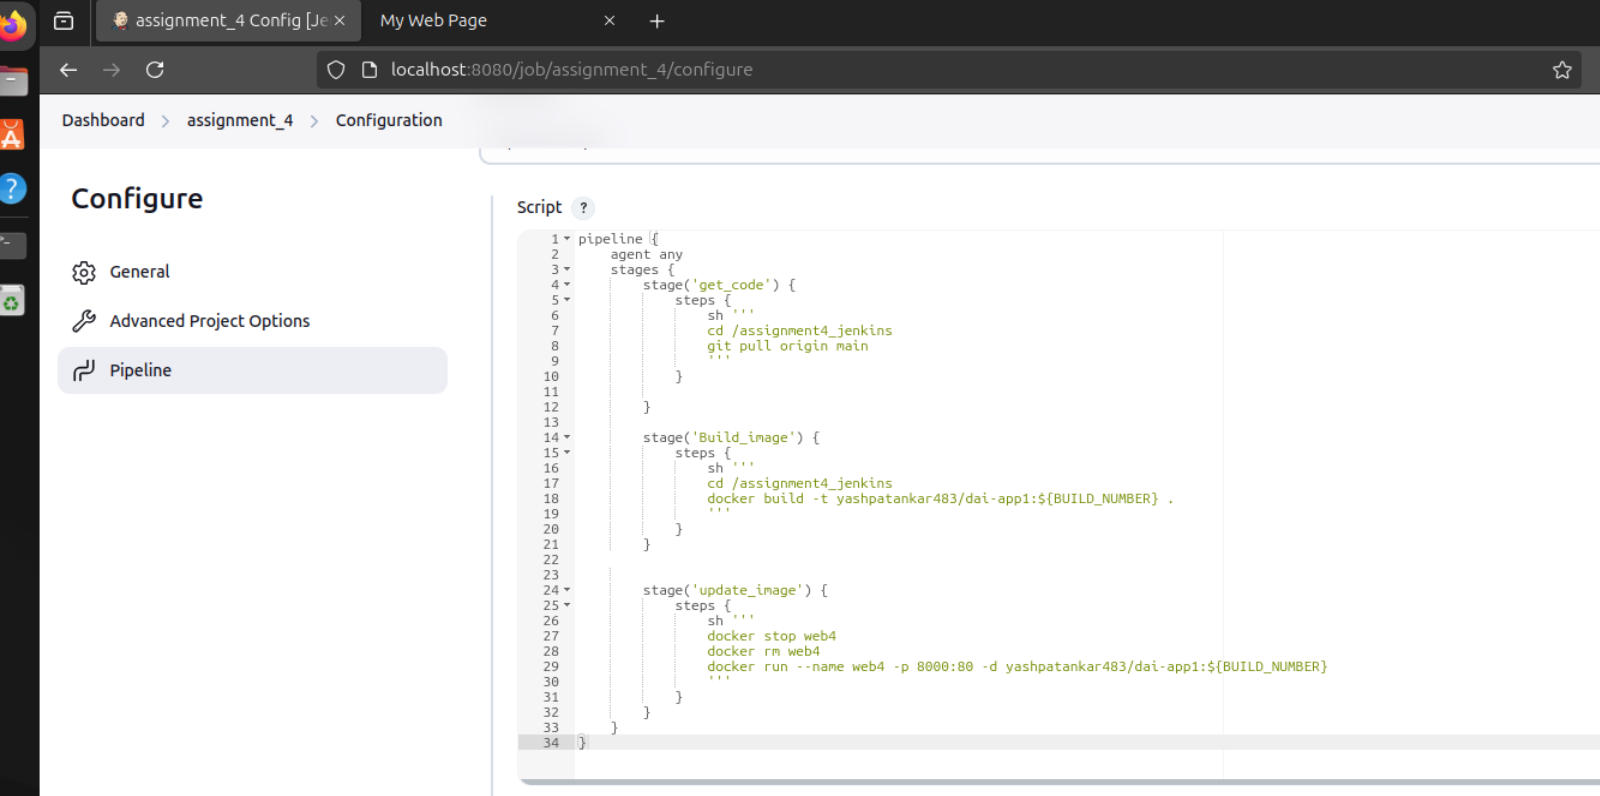 assignment_4 Config [Je
My Web Page
localhost:8080/job/assignment_4/configure
Dashboard > assignment_4 > Configuration
Configure
General
Advanced Project Options
Pipeline
Script ?
1 pipeline {
2     agent any
3     stages {
4         stage('get_code') {
5             steps {
6                 sh '''
7                 cd /assignment4_jenkins
8                 git pull origin main
9                 '''
10             }
11
12         }
13
14         stage('Build_image') {
15             steps {
16                 sh '''
17                 cd /assignment4_jenkins
18                 docker build -t yashpatankar483/dai-app1:${BUILD_NUMBER} .
19                 '''
20             }
21         }
22
23
24         stage('update_image') {
25             steps {
26                 sh '''
27                 docker stop web4
28                 docker rm web4
29                 docker run --name web4 -p 8000:80 -d yashpatankar483/dai-app1:${BUILD_NUMBER}
30                 '''
31             }
32         }
33     }
34 }